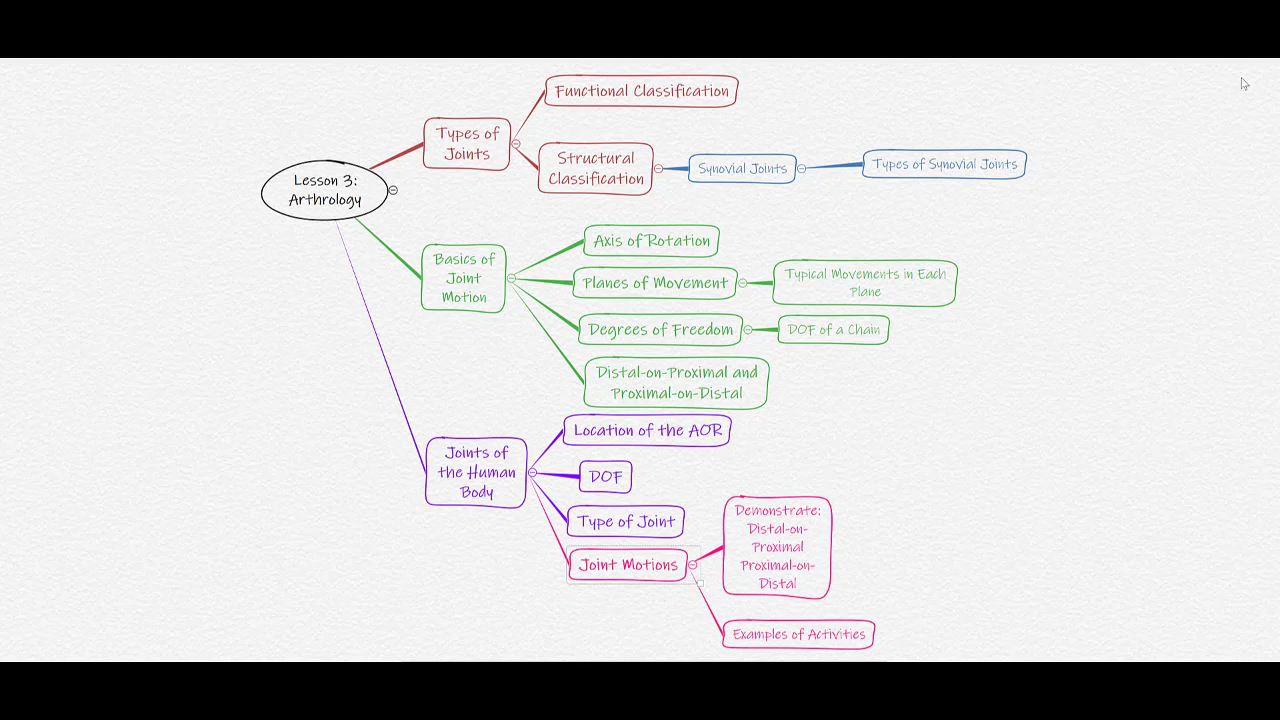 Lesson 3:
Arthrology
Types of
Joints
Functional Classification
Structural
Classification
Synovial Joints
Types of Synovial Joints
Basics of
Joint
Motion
Axis of Rotation
Planes of Movement
Typical Movements in Each
Plane
Degrees of Freedom
DOF of a Chain
Distal-on-Proximal and
Proximal-on-Distal
Joints of
the Human
Body
Location of the AOR
DOF
Type of Joint
Joint Motions
Demonstrate:
Distal-on-
Proximal
Proximal-on-
Distal
Examples of Activities